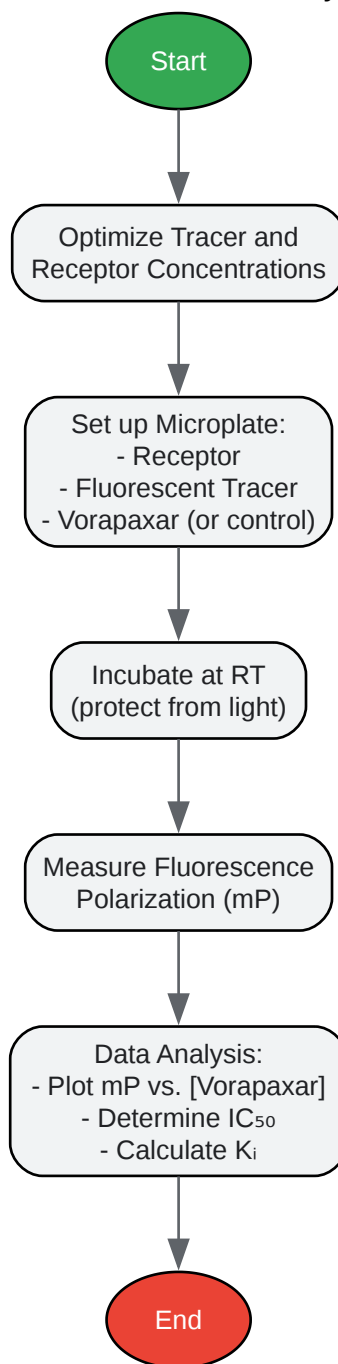 Start
Optimize Tracer and
Receptor Concentrations
Set up Microplate:
- Receptor
- Fluorescent Tracer
- Vorapaxar (or control)
Incubate at RT
(protect from light)
Measure Fluorescence
Polarization (mP)
Data Analysis:
- Plot mP vs. [Vorapaxar]
- Determine IC₅₀
- Calculate Kᵢ
End